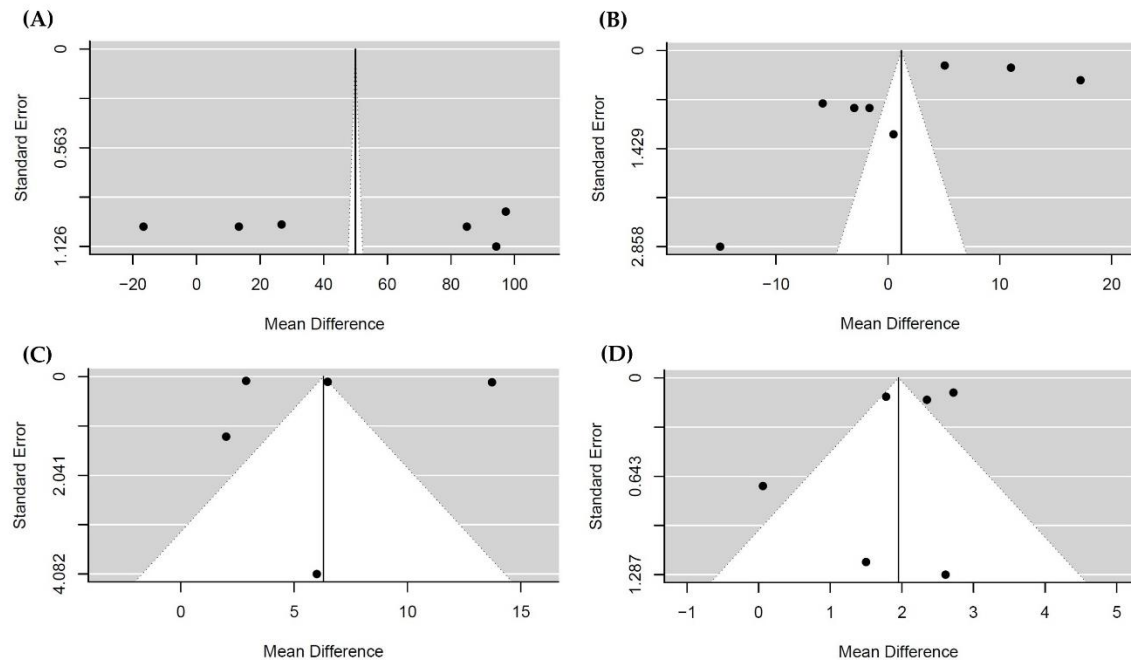 (A)
0
0.563
1.126
Standard Error
−20 0 20 40 60 80 100
Mean Difference
(B)
0
1.429
2.858
Standard Error
−10 0 10 20
Mean Difference
(C)
0
2.041
4.082
Standard Error
0 5 10 15
Mean Difference
(D)
0
0.643
1.287
Standard Error
−1 0 1 2 3 4 5
Mean Difference